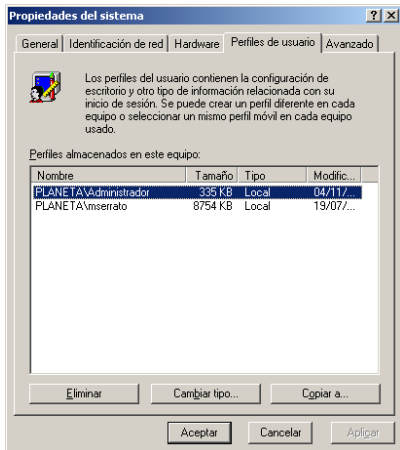 Propiedades del sistema
General Identificación de red Hardware Perfiles de usuario Avanzado
Los perfiles del usuario contienen la configuración de
escritorio y otro tipo de información relacionada con su
inicio de sesión. Se puede crear un perfil diferente en cada
equipo o seleccionar un mismo perfil móvil en cada equipo
usado.
Perfiles almacenados en este equipo:
Nombre Tamaño Tipo Modific...
PLANETA\Administrador 335 KB Local 04/11/...
PLANETA\mserrato 8754 KB Local 19/07/...
Eliminar Cambiar tipo... Copiar a...
Aceptar Cancelar Aplicar